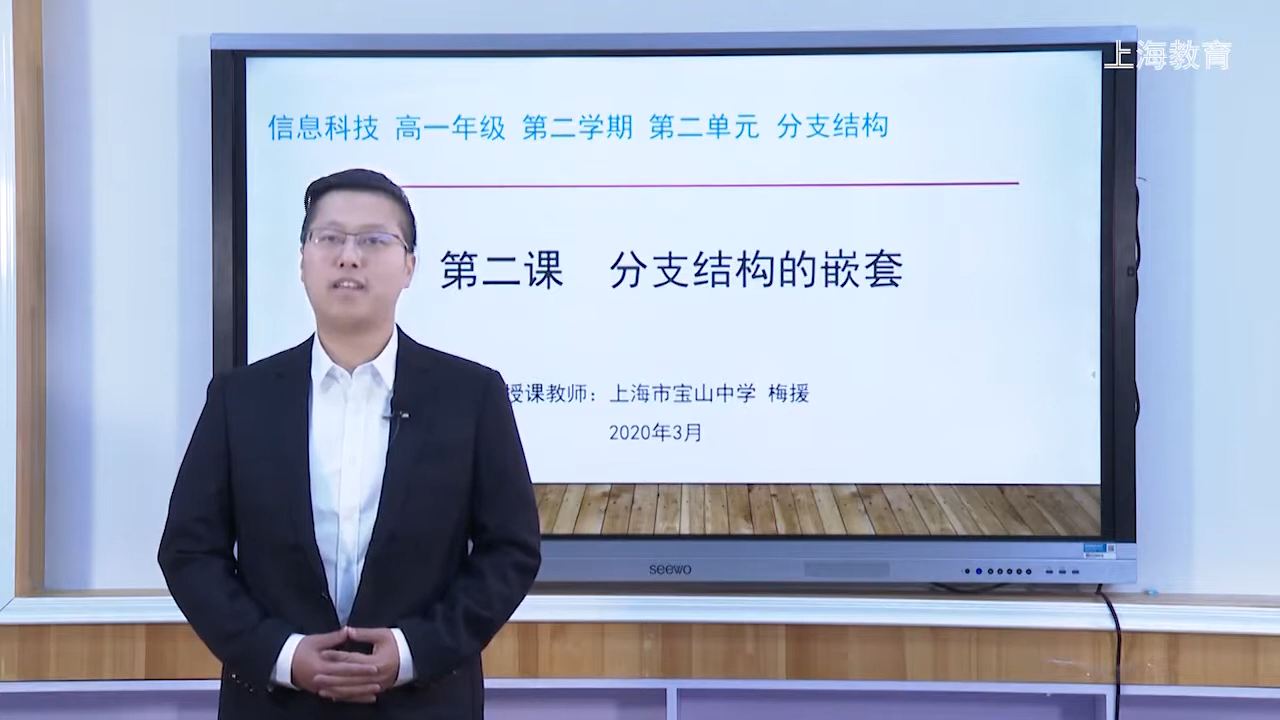 上海教育
信息科技 高一年级 第二学期 第二单元 分支结构
第二课 分支结构的嵌套
授课教师：上海市宝山中学 梅援
2020年3月
seewo